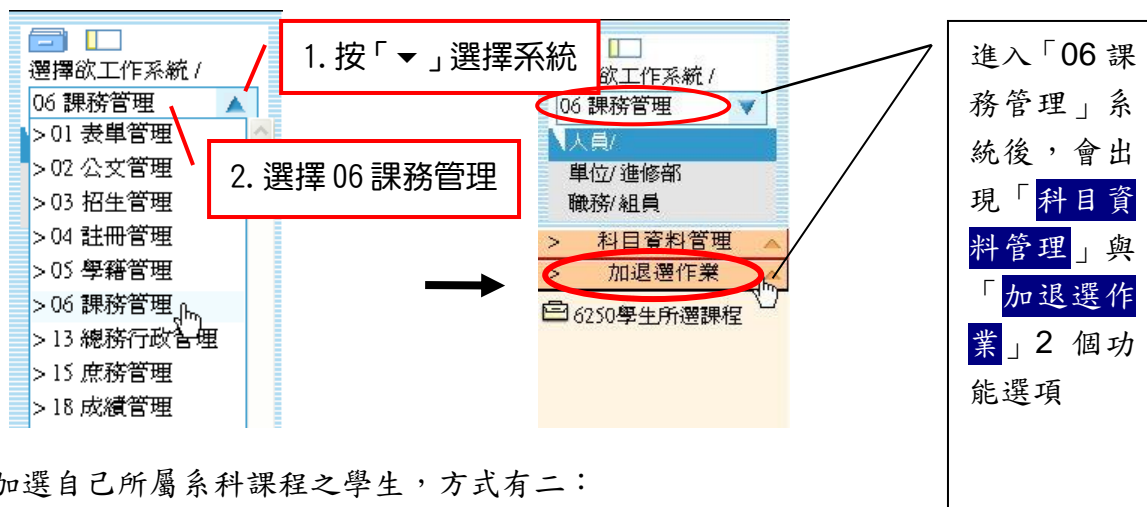 選擇欲工作系統/
06 課務管理
> 01 表單管理
> 02 公文管理
> 03 招生管理
> 04 註冊管理
> 05 學籍管理
> 06 課務管理
> 13 總務行政管理
> 15 庶務管理
> 18 成績管理
1. 按「▼」選擇系統
2. 選擇 06 課務管理
欲工作系統/
06 課務管理
人員/
單位/進修部
職務/組員
> 科目資料管理
> 加退選作業
6250學生所選課程
進入「06 課
務管理」系
統後，會出
現「科目資
料管理」與
「加退選作
業」2 個功
能選項
加選自己所屬系科課程之學生，方式有二：